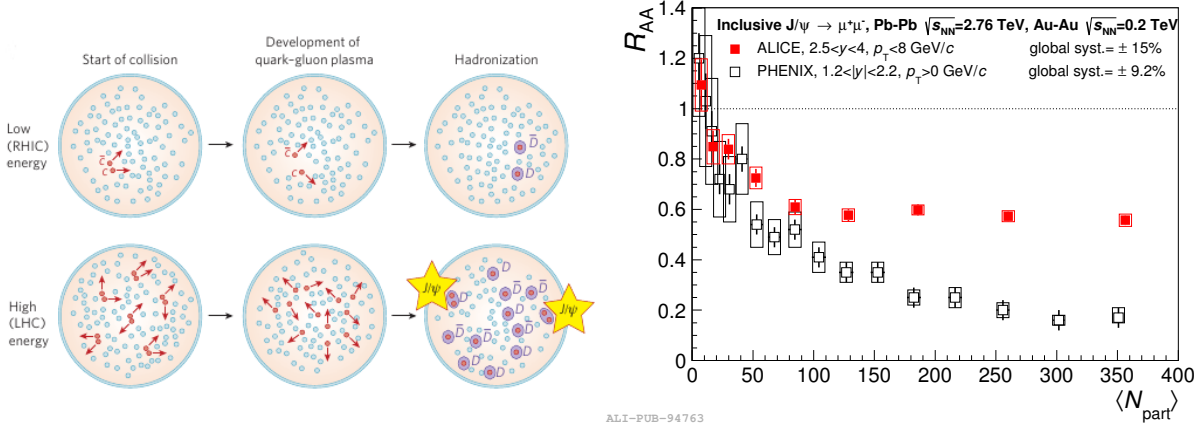 Start of collision
Development of
quark–gluon plasma
Hadronization
Low
(RHIC)
energy
c̄
c
c̄
c
D̄
D
High
(LHC)
energy
J/ψ
D
D
D̄
D̄
D̄
J/ψ
D
D̄
D̄
D
D̄
D
D
D̄
R_AA
1.4
1.2
1
0.8
0.6
0.4
0.2
0
Inclusive J/ψ → μ⁺μ⁻, Pb-Pb √s_NN=2.76 TeV, Au-Au √s_NN=0.2 TeV
ALICE, 2.5<y<4, p_T<8 GeV/c global syst.= ± 15%
PHENIX, 1.2<|y|<2.2, p_T>0 GeV/c global syst.= ± 9.2%
0 50 100 150 200 250 300 350 400
⟨N_part⟩
ALI-PUB-94763